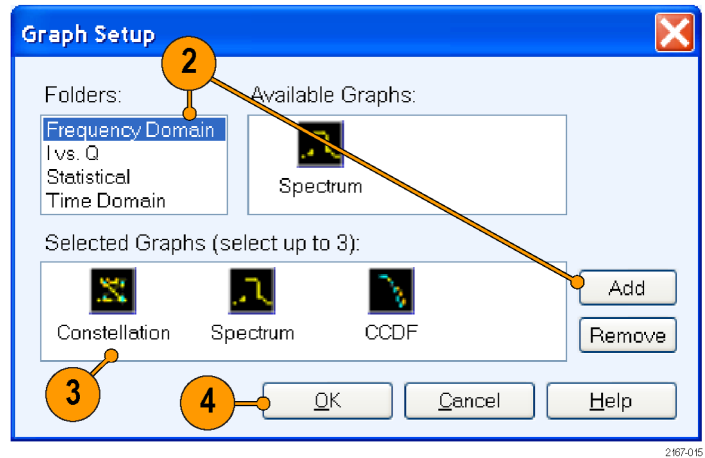 Graph Setup
2
Folders:
Available Graphs:
Frequency Domain
I vs. Q
Statistical
Time Domain
Spectrum
Selected Graphs (select up to 3):
Constellation
Spectrum
CCDF
Add
Remove
3
4
OK
Cancel
Help
2167-015